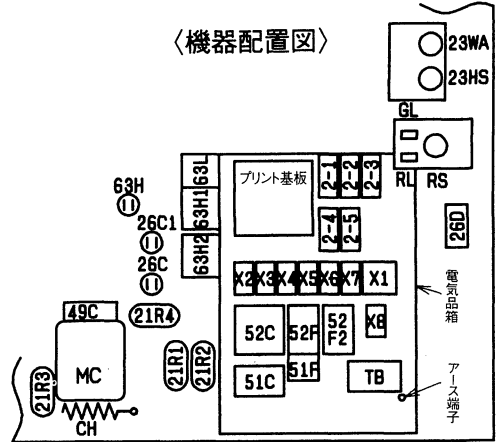 〈機器配置図〉
23WA
23HS
GL
RL
RS
63L
プリント基板
2-1
2-2
2-3
63H
63H1
26C1
2-4
2-5
26D
63H2
26C
X2
X3
X4
X5
X6
X7
X1
電気品箱
49C
21R4
52C
52F
52
F2
X8
MC
21R1
21R2
51F
51C
TB
アース端子
21R3
CH